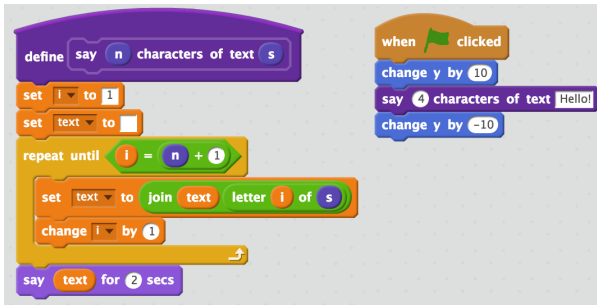 define say n characters of text s
set i to 1
set text to
repeat until i = n + 1
set text to join text letter i of s
change i by 1
say text for 2 secs
when clicked
change y by 10
say 4 characters of text Hello!
change y by -10